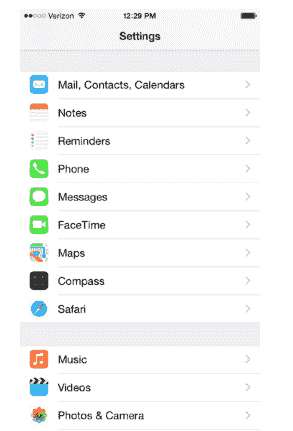 Verizon 12:29 PM
Settings
Mail, Contacts, Calendars
Notes
Reminders
Phone
Messages
FaceTime
Maps
Compass
Safari
Music
Videos
Photos & Camera